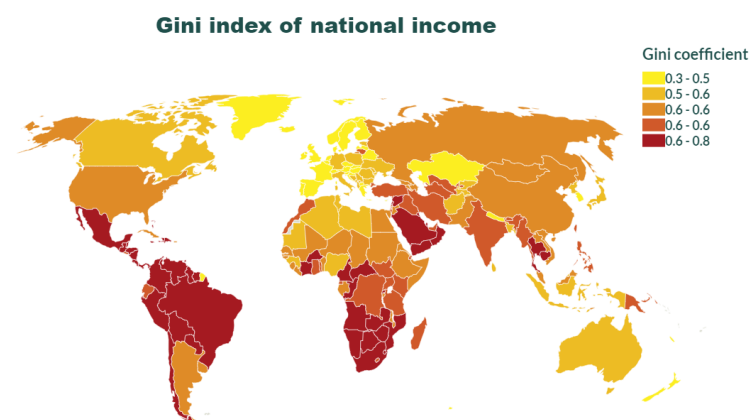 Gini index of national income
Gini coefficient
0.3 - 0.5
0.5 - 0.6
0.6 - 0.6
0.6 - 0.6
0.6 - 0.8